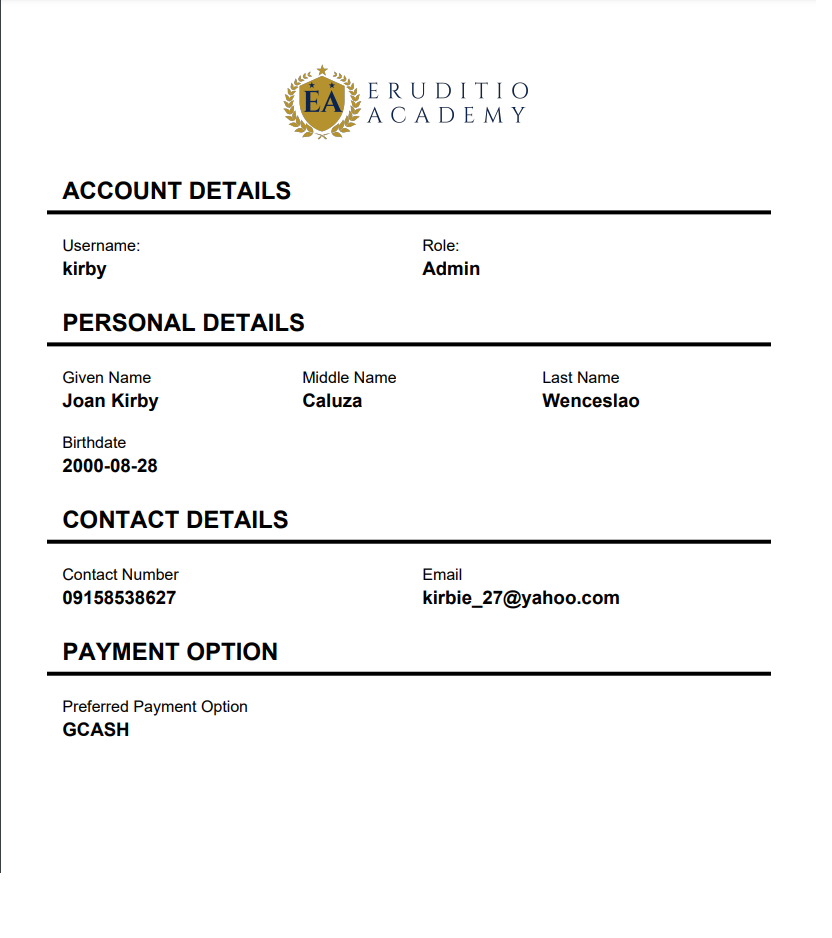 EA
ERUDITIO
ACADEMY
ACCOUNT DETAILS
Username: Role:
kirby Admin
PERSONAL DETAILS
Given Name Middle Name Last Name
Joan Kirby Caluza Wenceslao
Birthdate
2000-08-28
CONTACT DETAILS
Contact Number Email
09158538627 kirbie_27@yahoo.com
PAYMENT OPTION
Preferred Payment Option
GCASH